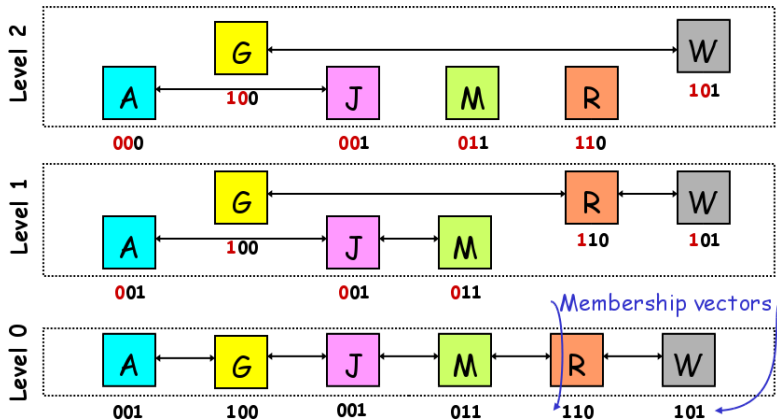 Level 2
G W
A J M R
100 101
000 001 011 110
Level 1
G R W
A J M
100 110 101
001 001 011
Membership vectors
Level 0
A G J M R W
001 100 001 011 110 101